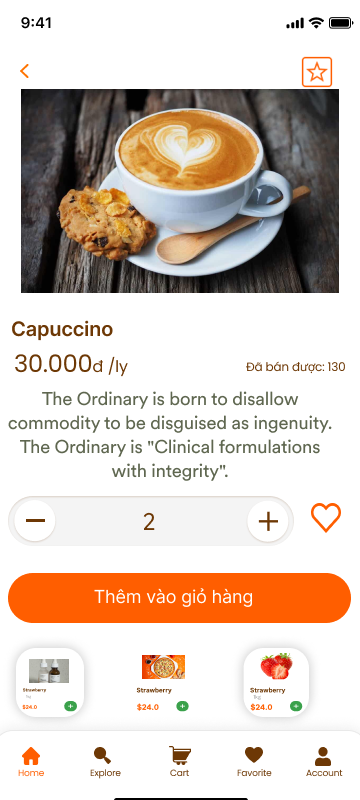 9:41
Capuccino
30.000đ /ly
Đã bán được: 130
The Ordinary is born to disallow
commodity to be disguised as ingenuity.
The Ordinary is "Clinical formulations
with integrity".
2
Thêm vào giỏ hàng
Strawberry
1kg
$24.0
Strawberry
$24.0
Strawberry
1kg
$24.0
Home
Explore
Cart
Favorite
Account